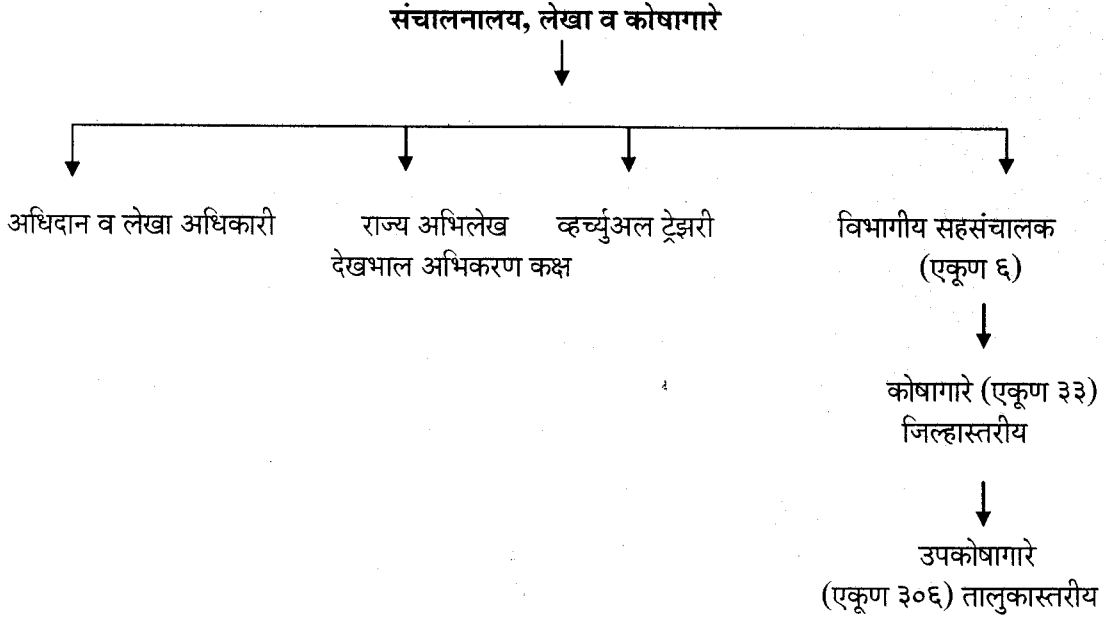 संचालनालय, लेखा व कोषागारे
अधिदान व लेखा अधिकारी
राज्य अभिलेख
देखभाल अभिकरण कक्ष
व्हर्च्युअल ट्रेझरी
विभागीय सहसंचालक
(एकूण ६)
कोषागारे (एकूण ३३)
जिल्हास्तरीय
उपकोषागारे
(एकूण ३०६) तालुकास्तरीय